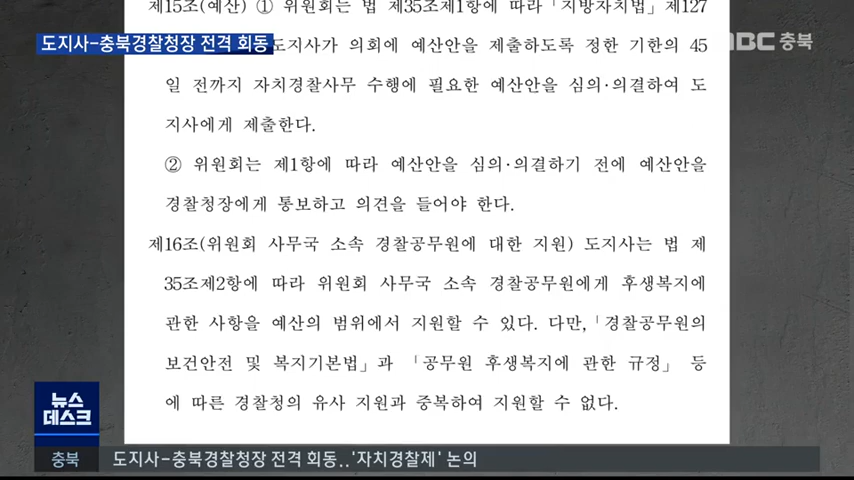 제15조(예산) ① 위원회는 법 제35조제1항에 따라「지방자치법」제127
도지사-충북경찰청장 전격 회동
도지사가 의회에 예산안을 제출하도록 정한 기한의 45
MBC 충북
일 전까지 자치경찰사무 수행에 필요한 예산안을 심의·의결하여 도
지사에게 제출한다.
② 위원회는 제1항에 따라 예산안을 심의·의결하기 전에 예산안을
경찰청장에게 통보하고 의견을 들어야 한다.
제16조(위원회 사무국 소속 경찰공무원에 대한 지원) 도지사는 법 제
35조제2항에 따라 위원회 사무국 소속 경찰공무원에게 후생복지에
관한 사항을 예산의 범위에서 지원할 수 있다. 다만,「경찰공무원의
보건안전 및 복지기본법」과 「공무원 후생복지에 관한 규정」 등
에 따른 경찰청의 유사 지원과 중복하여 지원할 수 없다.
뉴스
데스크
충북
도지사-충북경찰청장 전격 회동..'자치경찰제' 논의